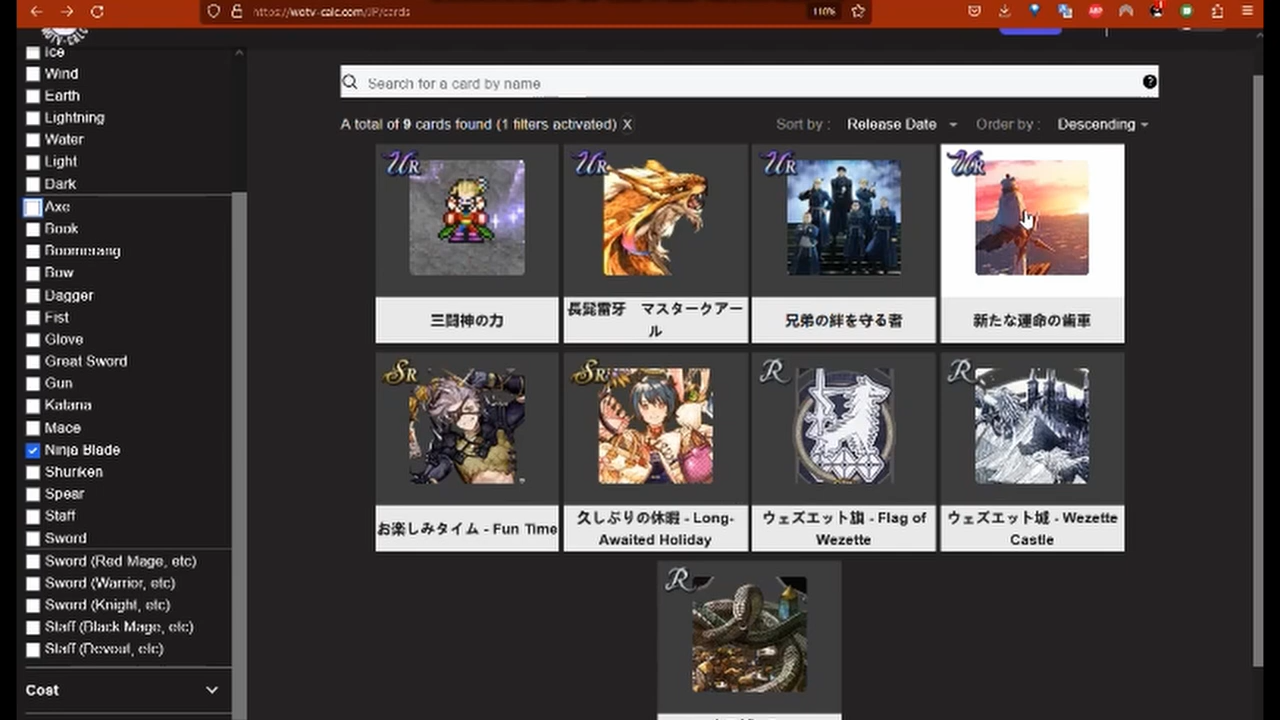 https://wotv-calc.com/JP/cards
110%
Ice
Wind
Earth
Lightning
Water
Light
Dark
Axe
Book
Boomerang
Bow
Dagger
Fist
Glove
Great Sword
Gun
Katana
Mace
Ninja Blade
Shuriken
Spear
Staff
Sword
Sword (Red Mage, etc)
Sword (Warrior, etc)
Sword (Knight, etc)
Staff (Black Mage, etc)
Staff (Devout, etc)
Cost
Search for a card by name
A total of 9 cards found (1 filters activated) X
Sort by : Release Date
Order by : Descending
UR
UR
UR
UR
三闘神の力
長髭雷牙 マスタークアー
ル
兄弟の絆を守る者
新たな運命の歯車
SR
SR
R
R
お楽しみタイム - Fun Time
久しぶりの休暇 - Long-
Awaited Holiday
ウェズエット旗 - Flag of
Wezette
ウェズエット城 - Wezette
Castle
R